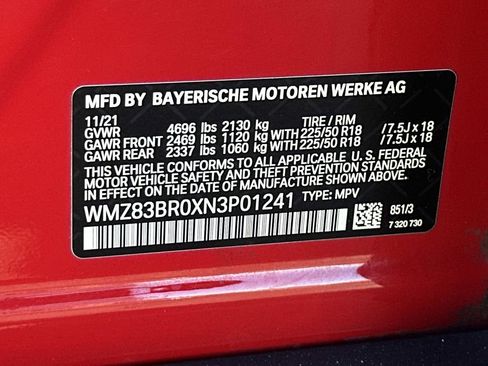 MFD BY BAYERISCHE MOTOREN WERKE AG
11/21
GVWR 4696 lbs 2130 kg TIRE / RIM
GAWR FRONT 2469 lbs 1120 kg WITH 225/50 R18 /7.5J x 18
GAWR REAR 2337 lbs 1060 kg WITH 225/50 R18 /7.5J x 18
THIS VEHICLE CONFORMS TO ALL APPLICABLE U. S. FEDERAL
MOTOR VEHICLE SAFETY AND THEFT PREVENTION STANDARDS
IN EFFECT ON THE DATE OF MANUFACTURE SHOWN ABOVE.
WMZ83BR0XN3P01241 TYPE: MPV
851/3
7 320 730